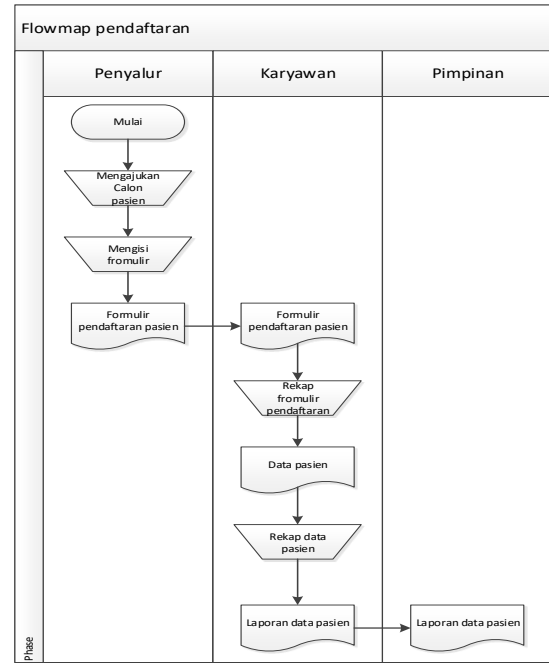 Flowmap pendaftaran
Penyalur
Karyawan
Pimpinan
Mulai
Mengajukan
Calon
pasien
Mengisi
fromulir
Formulir
pendaftaran pasien
Formulir
pendaftaran pasien
Rekap
fromulir
pendaftaran
Data pasien
Rekap data
pasien
Laporan data pasien
Laporan data pasien
Phase